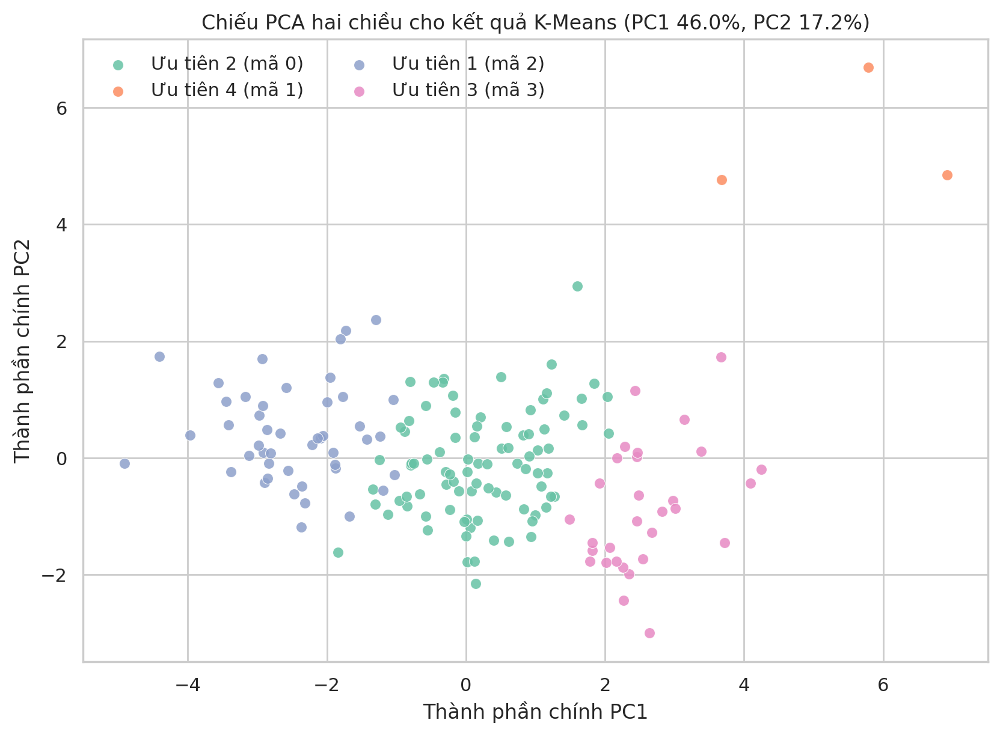 Chiếu PCA hai chiều cho kết quả K-Means (PC1 46.0%, PC2 17.2%)
Ưu tiên 2 (mã 0)
Ưu tiên 4 (mã 1)
Ưu tiên 1 (mã 2)
Ưu tiên 3 (mã 3)
Thành phần chính PC2
6
4
2
0
−2
−4
−2
0
2
4
6
Thành phần chính PC1